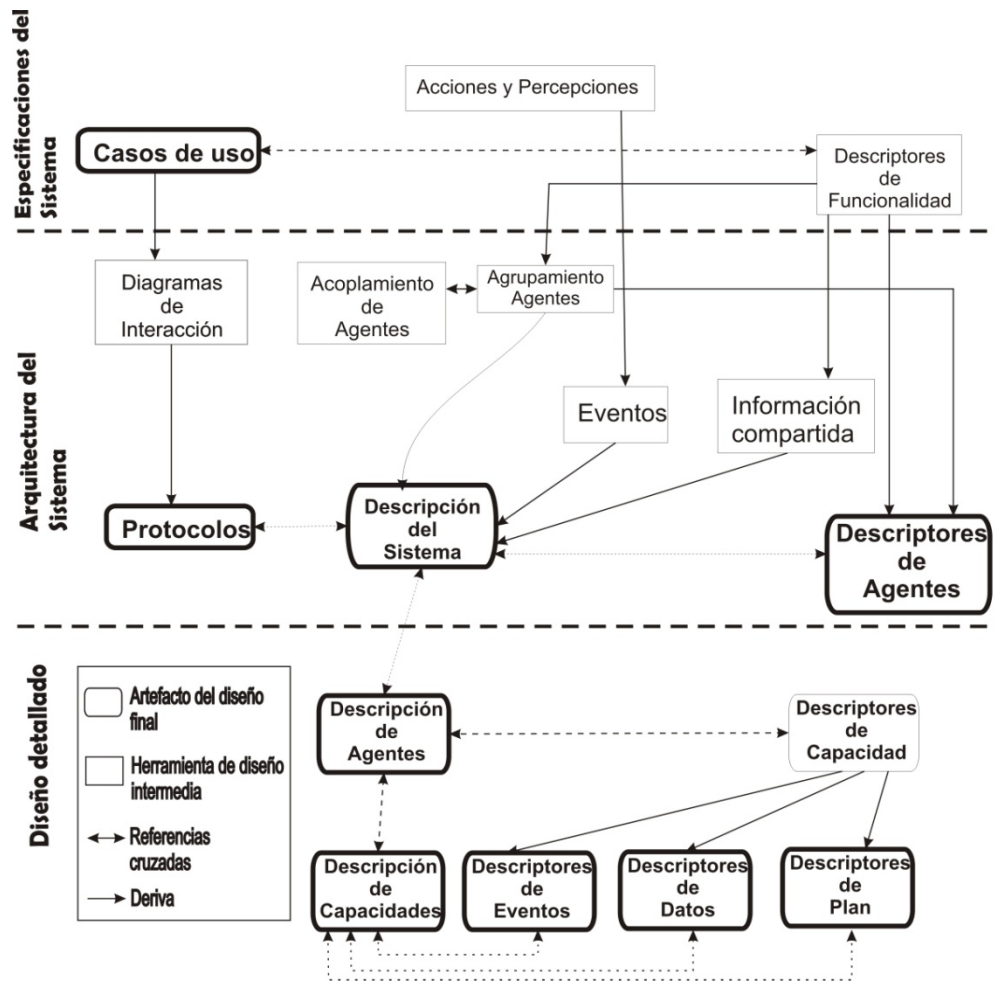 Especificaciones del
Sistema
Acciones y Percepciones
Casos de uso
Descriptores
de
Funcionalidad
Arquitectura del
Sistema
Diagramas
de
Interacción
Acoplamiento
de
Agentes
Agrupamiento
Agentes
Eventos
Información
compartida
Protocolos
Descripción
del
Sistema
Descriptores
de
Agentes
Diseño detallado
Artefacto del diseño
final
Herramienta de diseño
intermedia
Referencias
cruzadas
Deriva
Descripción
de
Agentes
Descriptores
de
Capacidad
Descripción
de
Capacidades
Descriptores
de
Eventos
Descriptores
de
Datos
Descriptores
de
Plan